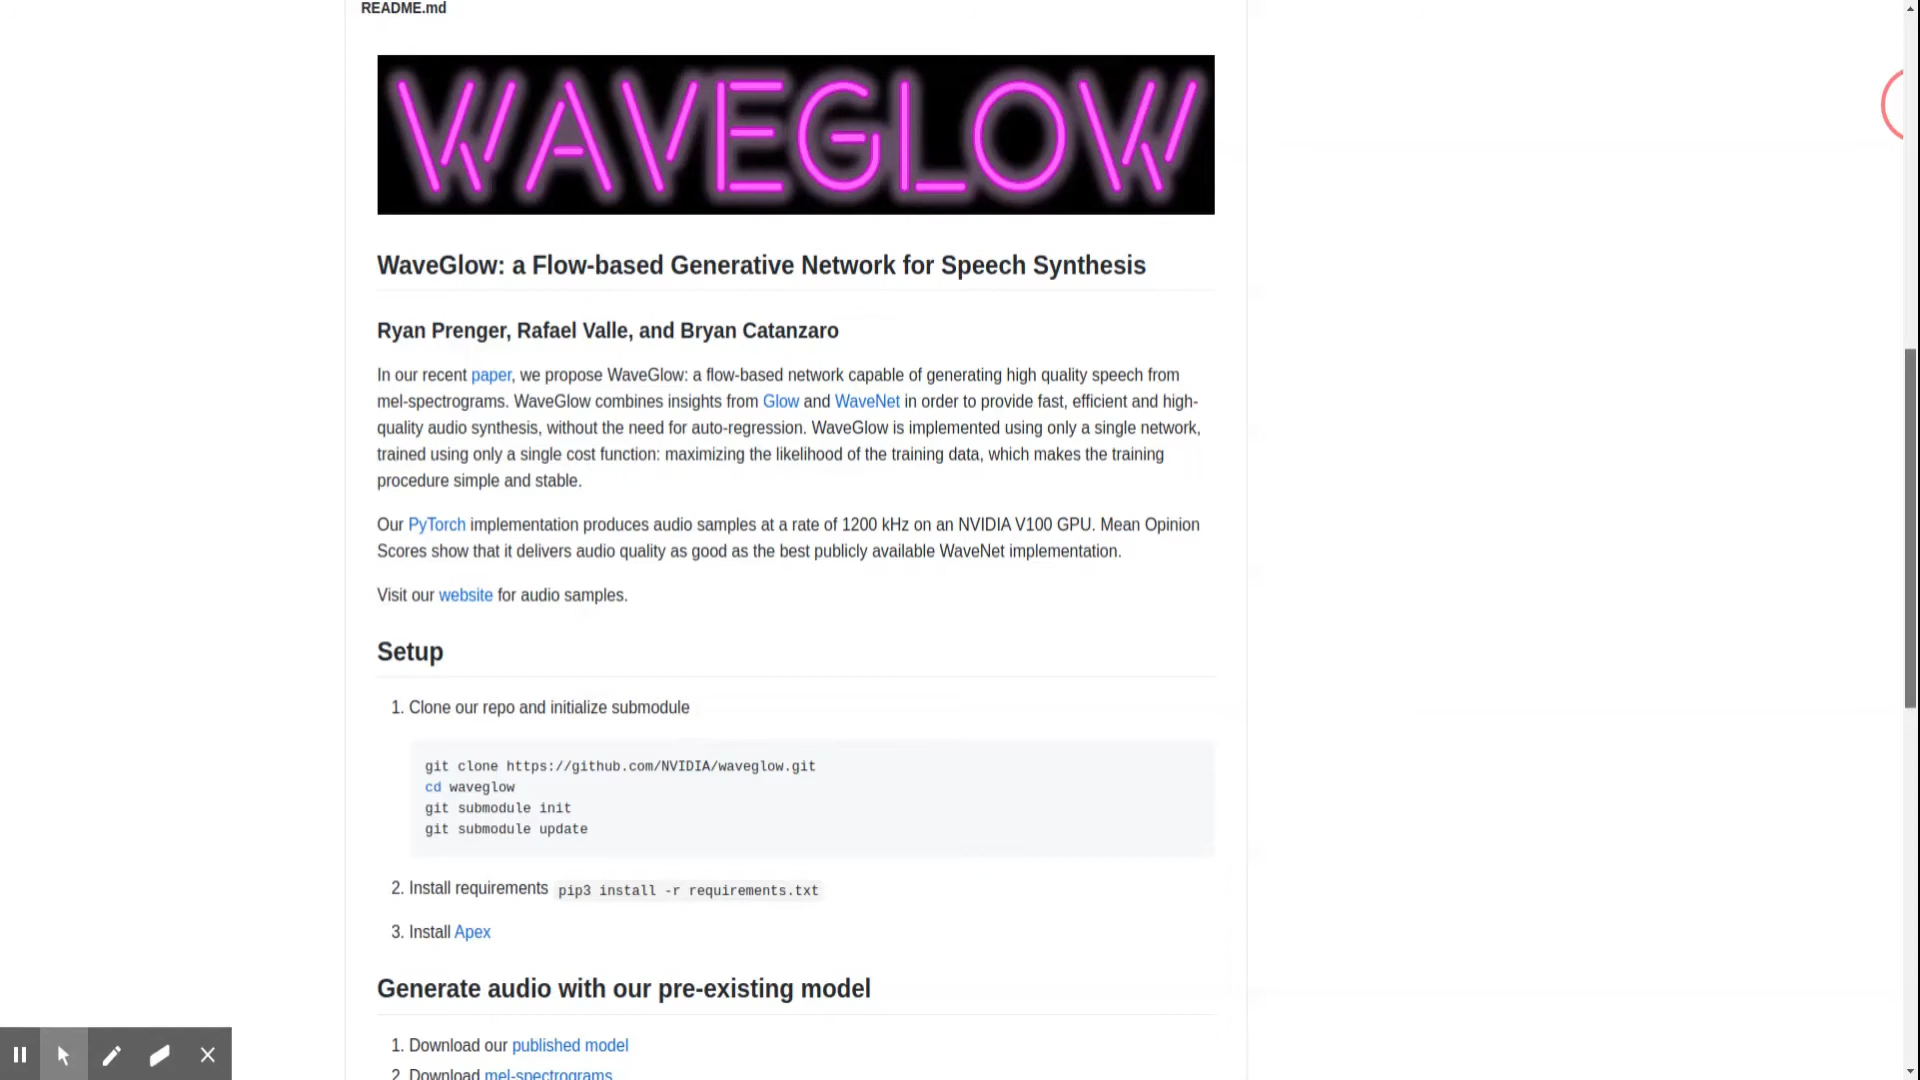 README.md
WAVEGLOW
WaveGlow: a Flow-based Generative Network for Speech Synthesis
Ryan Prenger, Rafael Valle, and Bryan Catanzaro
In our recent paper, we propose WaveGlow: a flow-based network capable of generating high quality speech from
mel-spectrograms. WaveGlow combines insights from Glow and WaveNet in order to provide fast, efficient and high-
quality audio synthesis, without the need for auto-regression. WaveGlow is implemented using only a single network,
trained using only a single cost function: maximizing the likelihood of the training data, which makes the training
procedure simple and stable.
Our PyTorch implementation produces audio samples at a rate of 1200 kHz on an NVIDIA V100 GPU. Mean Opinion
Scores show that it delivers audio quality as good as the best publicly available WaveNet implementation.
Visit our website for audio samples.
Setup
1. Clone our repo and initialize submodule
git clone https://github.com/NVIDIA/waveglow.git
cd waveglow
git submodule init
git submodule update
2. Install requirements pip3 install -r requirements.txt
3. Install Apex
Generate audio with our pre-existing model
1. Download our published model
2. Download mel-spectrograms